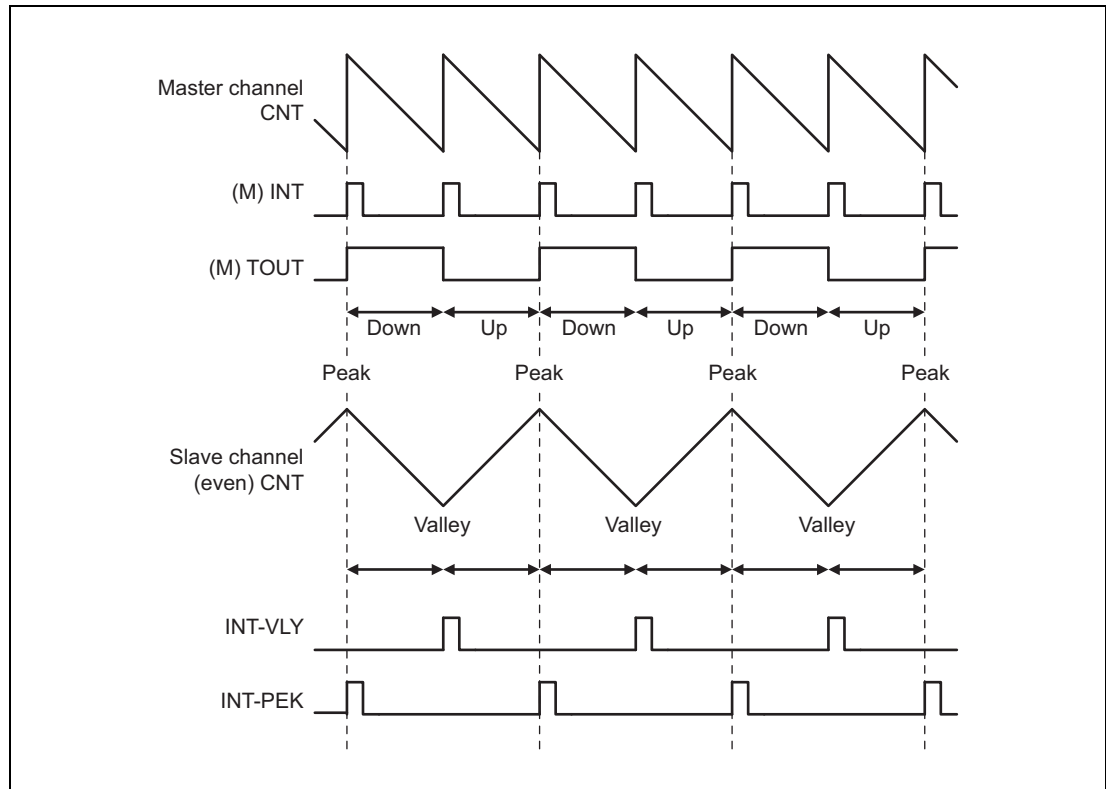 Master channel
CNT
(M) INT
(M) TOUT
Down Up Down Up Down Up
Peak Peak Peak Peak
Slave channel
(even) CNT
Valley Valley Valley
INT-VLY
INT-PEK